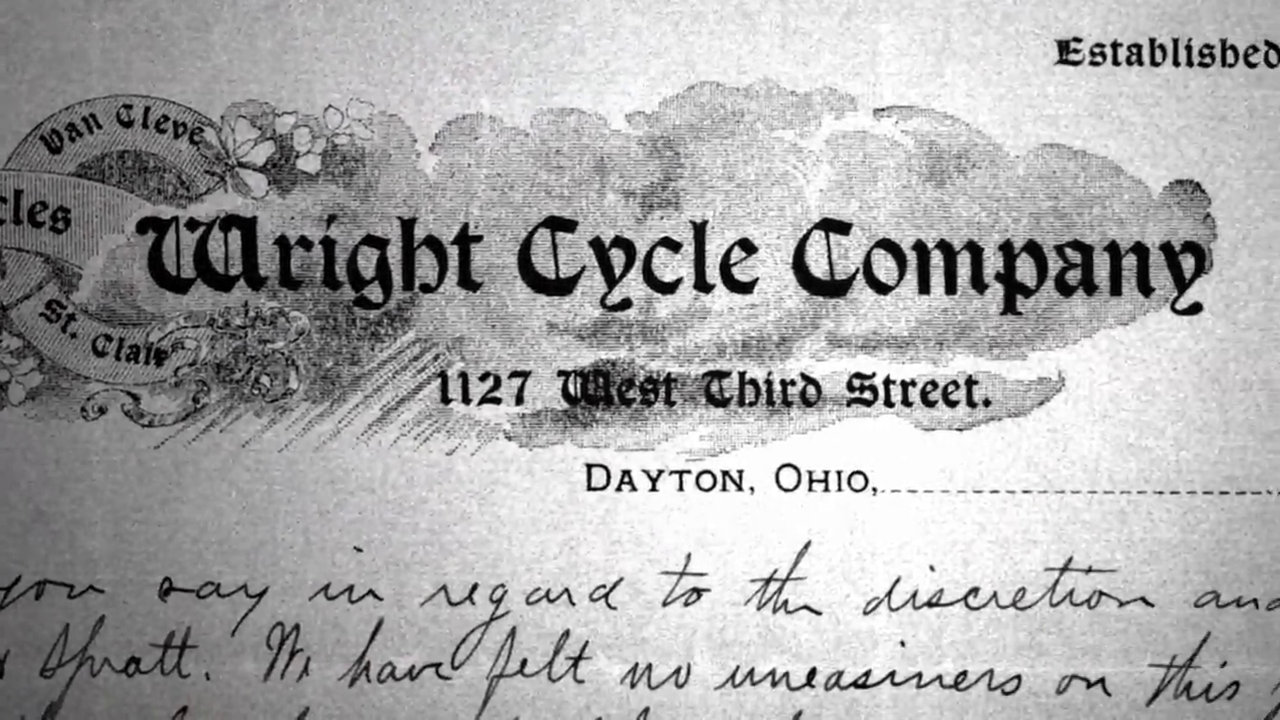 Established
Van Cleve
cles
Wright Cycle Company
St. Clair
1127 West Third Street.
DAYTON, OHIO,
you say in regard to the discretion and
Spratt. We have felt no uneasiness on this